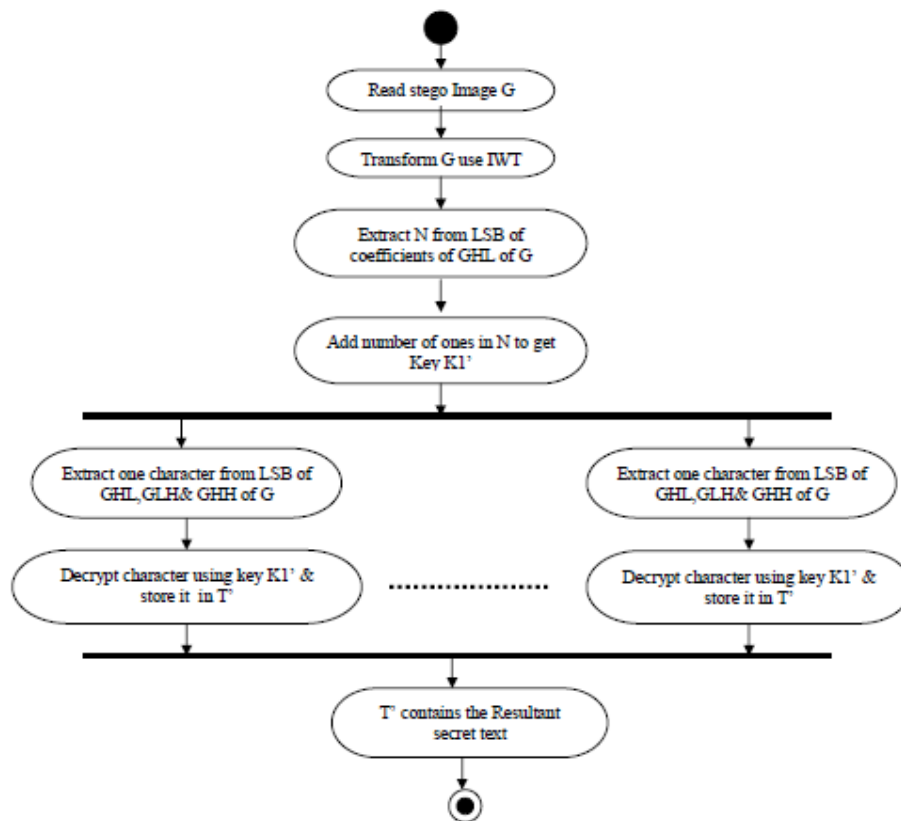 Read stego Image G
Transform G use IWT
Extract N from LSB of
coefficients of GHL of G
Add number of ones in N to get
Key K1’
Extract one character from LSB of
GHL,GLH& GHH of G
Extract one character from LSB of
GHL,GLH& GHH of G
Decrypt character using key K1’ &
store it in T’
Decrypt character using key K1’ &
store it in T’
T’ contains the Resultant
secret text